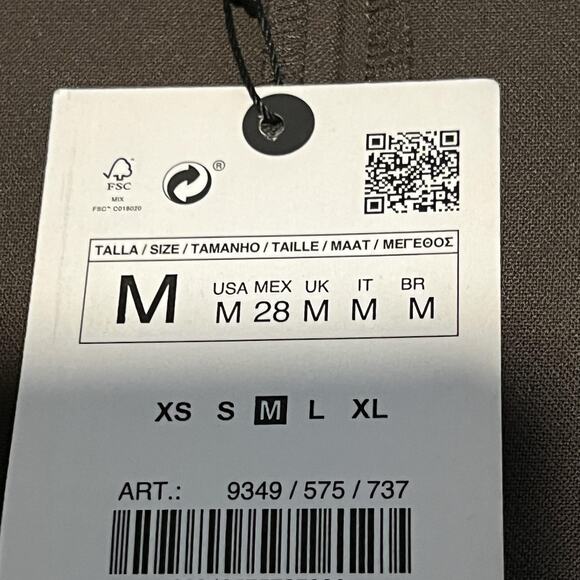 FSC
MIX
FSC™ C018020
®
TALLA / SIZE / TAMANHO / TAILLE / MAAT / ΜΕΓΕΘΟΣ
M
USA MEX UK IT BR
M 28 M M M
XS S M L XL
ART.: 9349 / 575 / 737